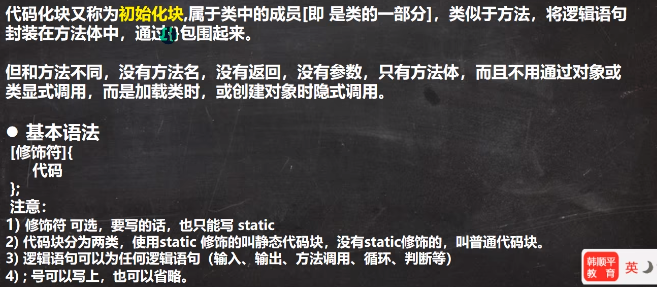 代码化块又称为初始化块,属于类中的成员[即 是类的一部分]，类似于方法，将逻辑语句
封装在方法体中，通过{}包围起来。
但和方法不同，没有方法名，没有返回，没有参数，只有方法体，而且不用通过对象或
类显式调用，而是加载类时，或创建对象时隐式调用。
● 基本语法
[修饰符]{
代码
};
注意：
1) 修饰符 可选，要写的话，也只能写 static
2) 代码块分为两类，使用static 修饰的叫静态代码块，没有static修饰的，叫普通代码块。
3) 逻辑语句可以为任何逻辑语句（输入、输出、方法调用、循环、判断等）
4) ; 号可以写上，也可以省略。
韩顺平
教育
英